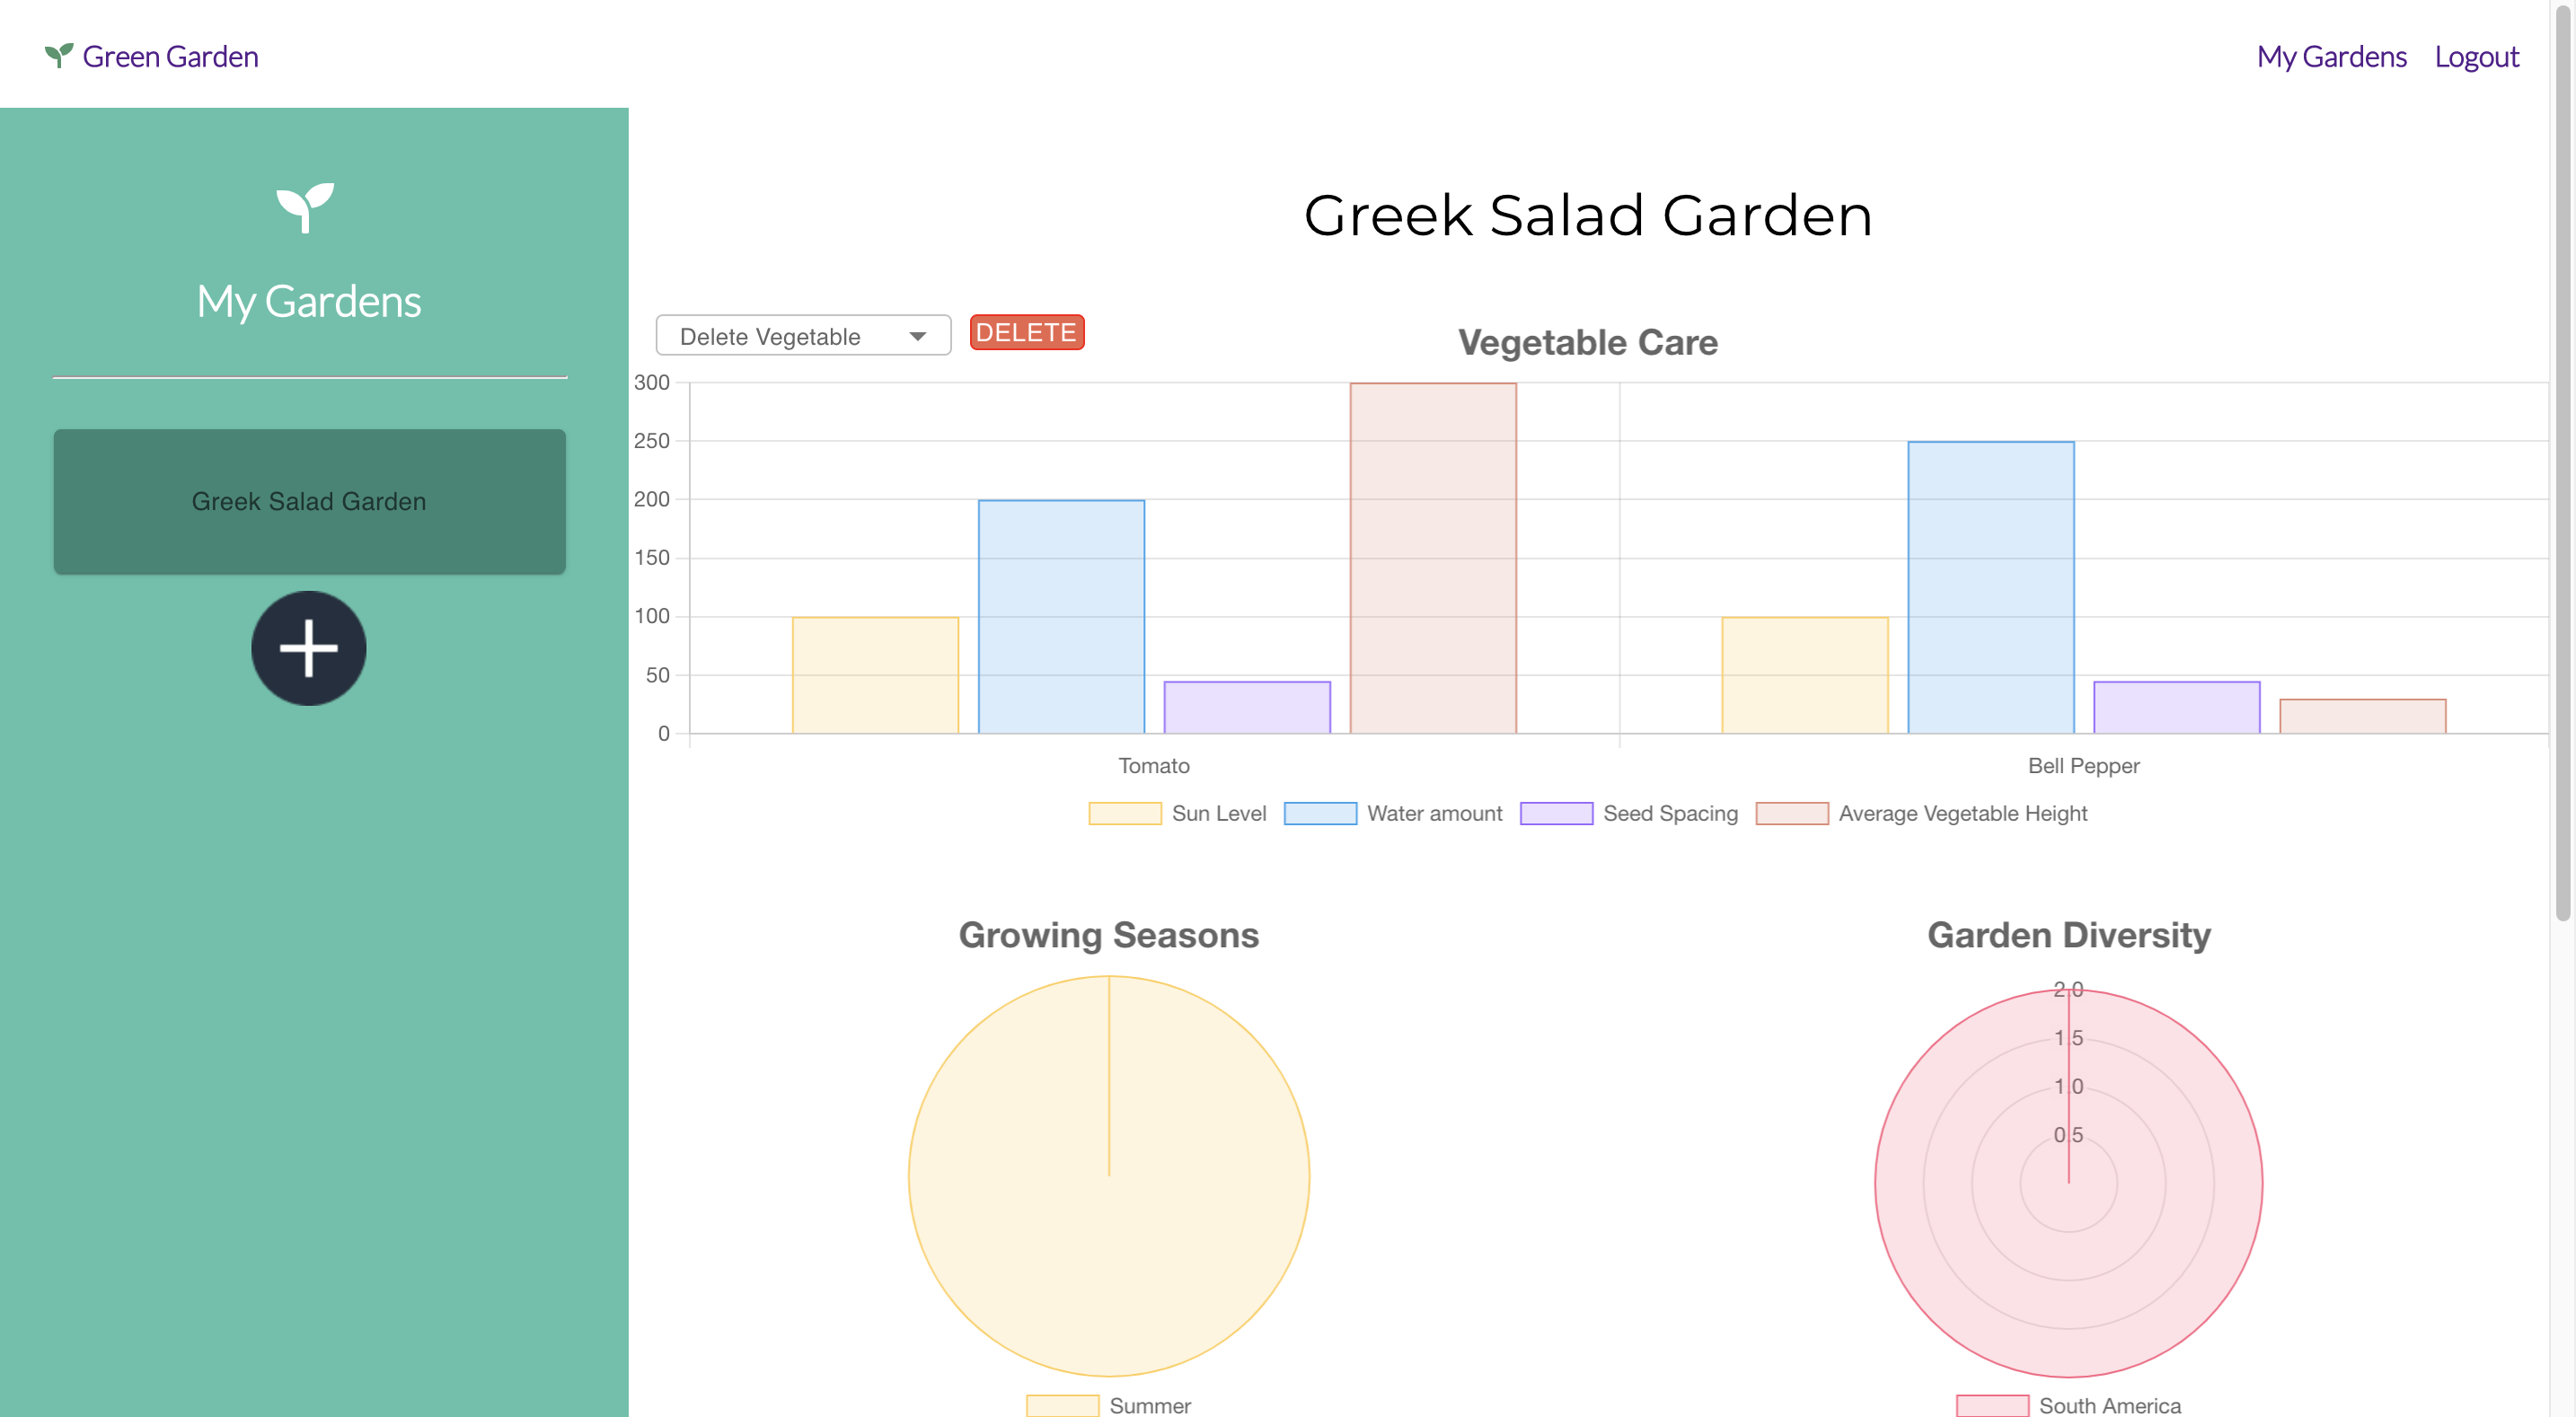 Green Garden
My Gardens Logout
My Gardens
Greek Salad Garden
Greek Salad Garden
Delete Vegetable
DELETE
Vegetable Care
300
250
200
150
100
50
0
Tomato Bell Pepper
Sun Level Water amount Seed Spacing Average Vegetable Height
Growing Seasons
Summer
Garden Diversity
2.0
1.5
1.0
0.5
South America